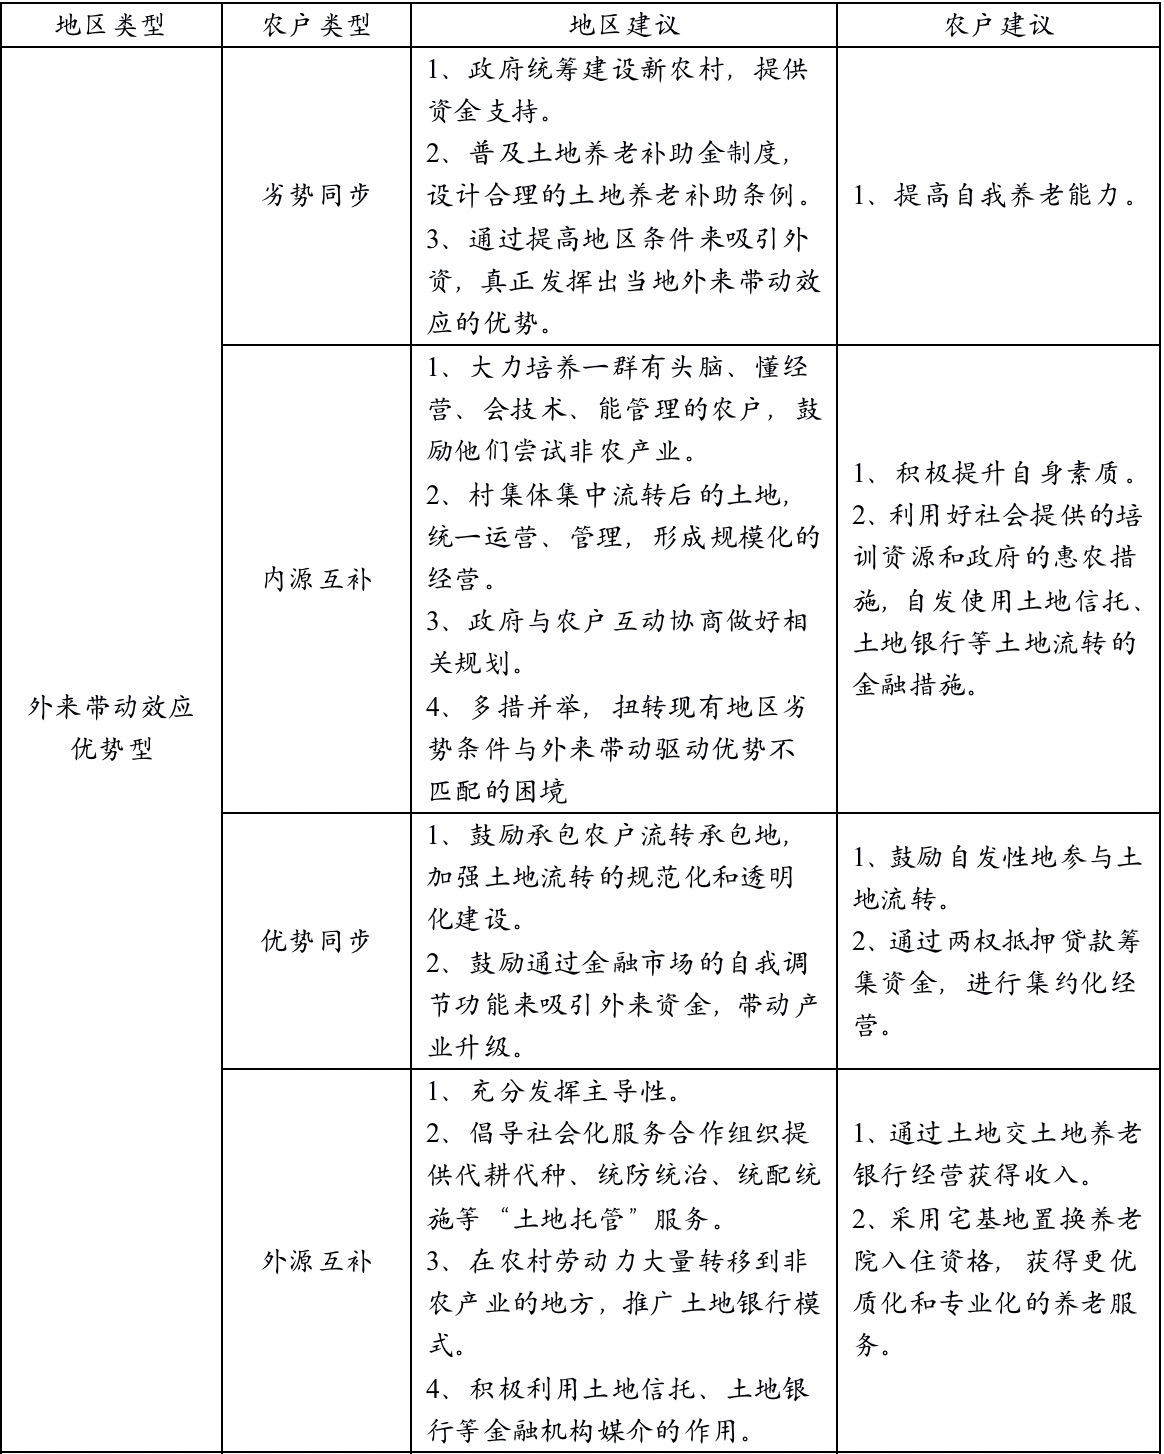 地区类型 农户类型 地区建议 农户建议
外来带动效应
优势型
劣势同步
1、政府统筹建设新农村，提供
资金支持。
2、普及土地养老补助金制度，
设计合理的土地养老补助条例。
3、通过提高地区条件来吸引外
资，真正发挥出当地外来带动效
应的优势。
1、提高自我养老能力。
内源互补
1、大力培养一群有头脑、懂经
营、会技术、能管理的农户，鼓
励他们尝试非农产业。
2、村集体集中流转后的土地，
统一运营、管理，形成规模化的
经营。
3、政府与农户互动协商做好相
关规划。
4、多措并举，扭转现有地区劣
势条件与外来带动驱动优势不
匹配的困境
1、积极提升自身素质。
2、利用好社会提供的培
训资源和政府的惠农措
施，自发使用土地信托、
土地银行等土地流转的
金融措施。
优势同步
1、鼓励承包农户流转承包地，
加强土地流转的规范化和透明
化建设。
2、鼓励通过金融市场的自我调
节功能来吸引外来资金，带动产
业升级。
1、鼓励自发性地参与土
地流转。
2、通过两权抵押贷款筹
集资金，进行集约化经
营。
外源互补
1、充分发挥主导性。
2、倡导社会化服务合作组织提
供代耕代种、统防统治、统配统
施等“土地托管”服务。
3、在农村劳动力大量转移到非
农产业的地方，推广土地银行模
式。
4、积极利用土地信托、土地银
行等金融机构媒介的作用。
1、通过土地交土地养老
银行经营获得收入。
2、采用宅基地置换养老
院入住资格，获得更优
质化和专业化的养老服
务。